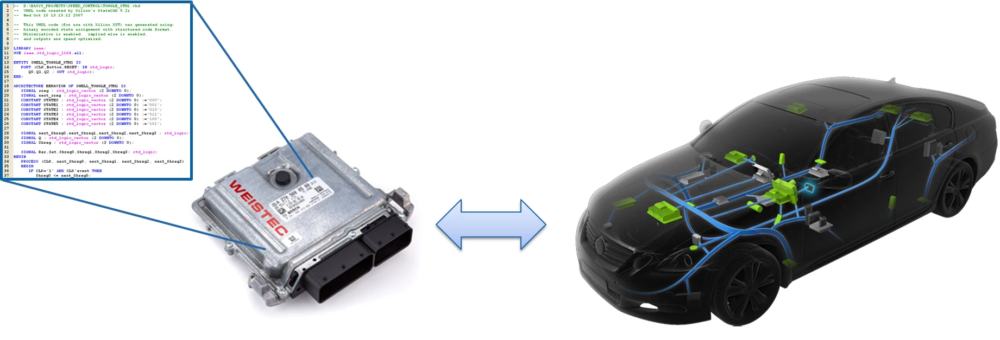 1 -- D:\BASYS_PROJECTS\SPEED_CONTROL\TOGGLE_STM1.vhd
2 -- VHDL code created by Xilinx's StateCAD 9.2i
3 -- Wed Oct 10 13:13:12 2007
4
5 -- This VHDL code (for use with Xilinx XST) was generated using:
6 -- binary encoded state assignment with structured code format.
7 -- Minimization is enabled, implied else is enabled,
8 -- and outputs are speed optimized.
9
10 LIBRARY ieee;
11 USE ieee.std_logic_1164.all;
12
13 ENTITY SHELL_TOGGLE_STM1 IS
14 PORT (CLK,Button,RESET: IN std_logic;
15 Q0,Q1,Q2 : OUT std_logic);
16 END;
17
18 ARCHITECTURE BEHAVIOR OF SHELL_TOGGLE_STM1 IS
19 SIGNAL sreg : std_logic_vector (2 DOWNTO 0);
20 SIGNAL next_sreg : std_logic_vector (2 DOWNTO 0);
21 CONSTANT STATE0 : std_logic_vector (2 DOWNTO 0) :="000";
22 CONSTANT STATE1 : std_logic_vector (2 DOWNTO 0) :="001";
23 CONSTANT STATE2 : std_logic_vector (2 DOWNTO 0) :="010";
24 CONSTANT STATE3 : std_logic_vector (2 DOWNTO 0) :="011";
25 CONSTANT STATE4 : std_logic_vector (2 DOWNTO 0) :="100";
26 CONSTANT STATE5 : std_logic_vector (2 DOWNTO 0) :="101";
27
28 SIGNAL next_Shreg0,next_Shreg1,next_Shreg2,next_Shreg3 : std_logic;
29 SIGNAL Q : std_logic_vector (2 DOWNTO 0);
30 SIGNAL Shreg : std_logic_vector (3 DOWNTO 0);
31
32 SIGNAL Res,Set,Shreg0,Shreg1,Shreg2,Shreg3: std_logic;
33 BEGIN
34 PROCESS (CLK, next_Shreg0, next_Shreg1, next_Shreg2, next_Shreg3)
35 BEGIN
36 IF CLK='1' AND CLK'event THEN
37 Shreg0 <= next_Shreg0;
WEISTEC
BOSCH